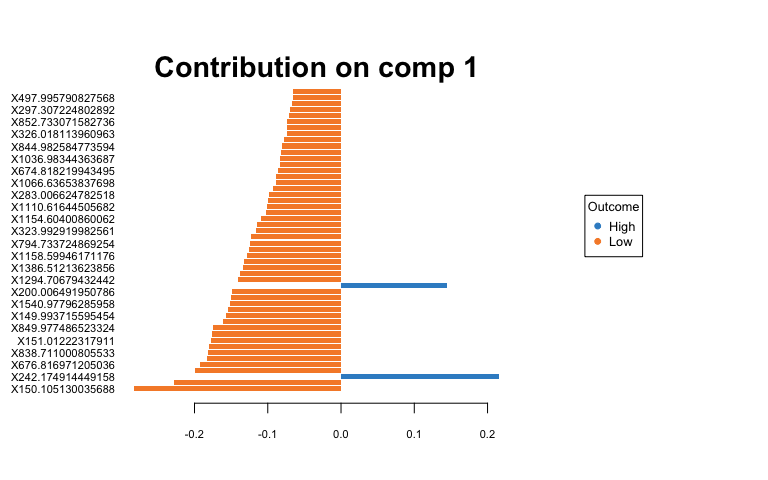 Contribution on comp 1
X497.995790827568
X297.307224802892
X852.733071582736
X326.018113960963
X844.982584773594
X1036.98344363687
X674.818219943495
X1066.63653837698
X283.006624782518
X1110.61644505682
X1154.60400860062
X323.992919982561
X794.733724869254
X1158.59946171176
X1386.51213623856
X1294.70679432442
X200.006491950786
X1540.97796285958
X149.993715595454
X849.977486523324
X151.01222317911
X838.711000805533
X676.816971205036
X242.174914449158
X150.105130035688
-0.2 -0.1 0.0 0.1 0.2
Outcome
High
Low